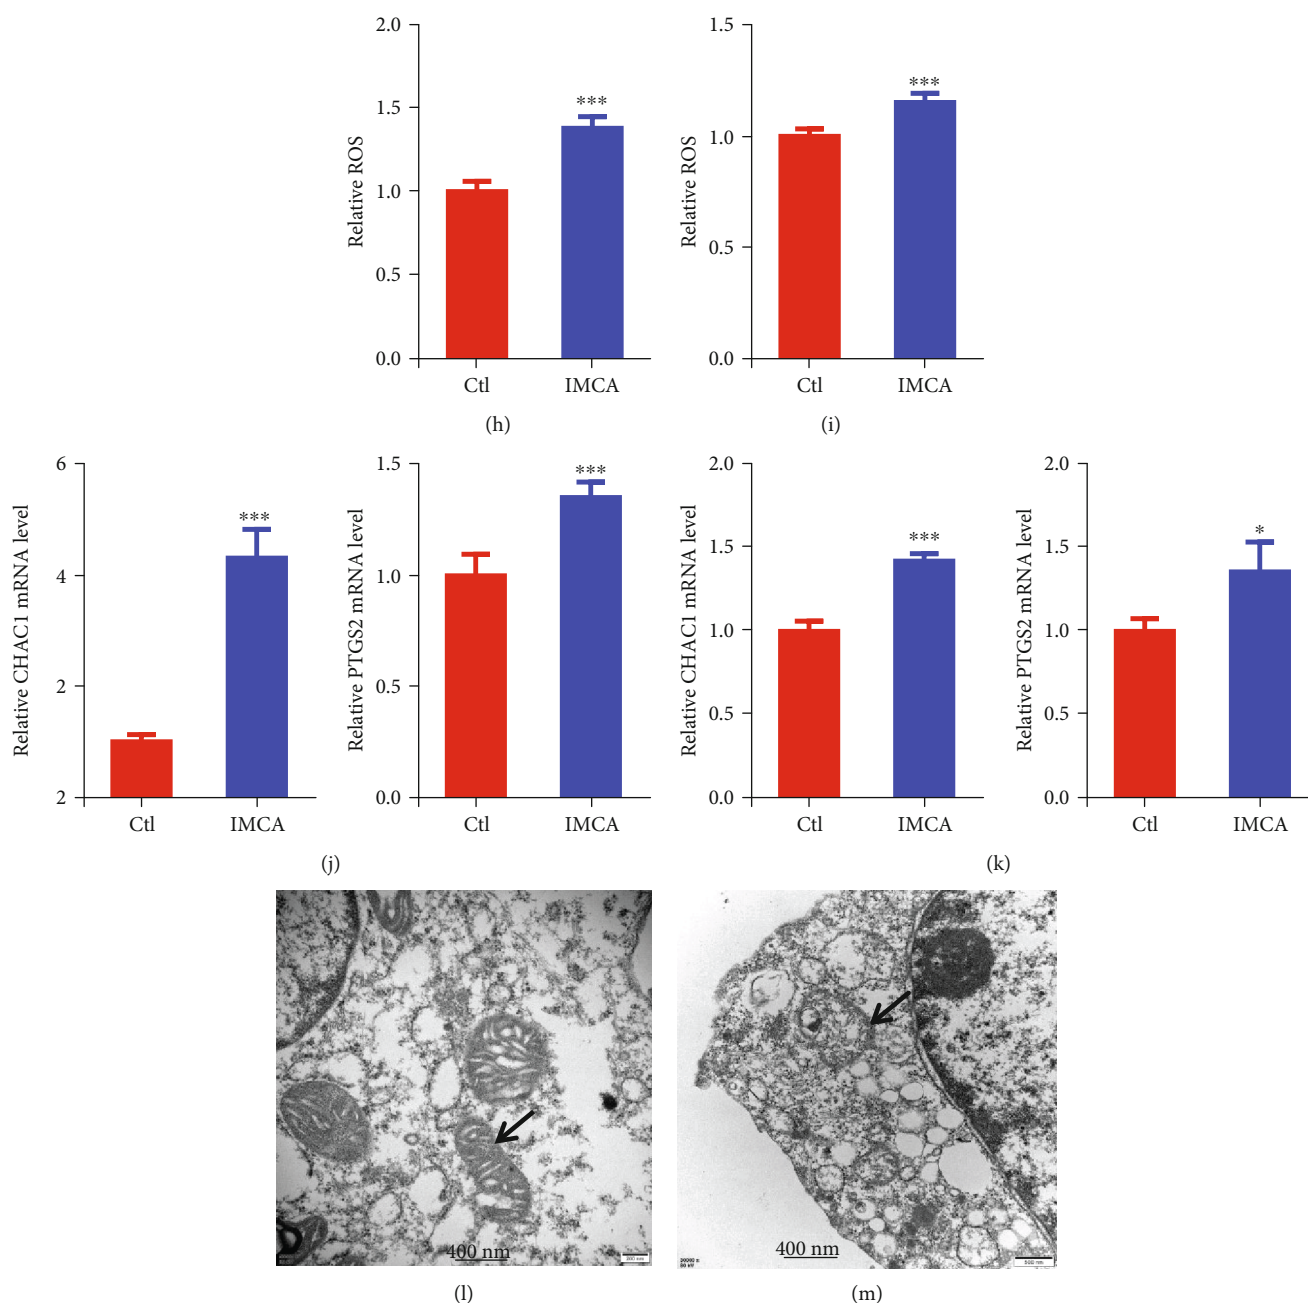 2.0
1.5
1.0
0.5
0.0
Relative ROS
***
Ctl
IMCA
(h)
1.5
1.0
0.5
0.0
Relative ROS
***
Ctl
IMCA
(i)
6
4
2
2
Relative CHAC1 mRNA level
***
Ctl
IMCA
1.5
1.0
0.5
0.0
Relative PTGS2 mRNA level
***
Ctl
IMCA
(j)
2.0
1.5
1.0
0.5
0.0
Relative CHAC1 mRNA level
***
Ctl
IMCA
2.0
1.5
1.0
0.5
0.0
Relative PTGS2 mRNA level
*
Ctl
IMCA
(k)
400 nm
(l)
400 nm
500 nm
(m)